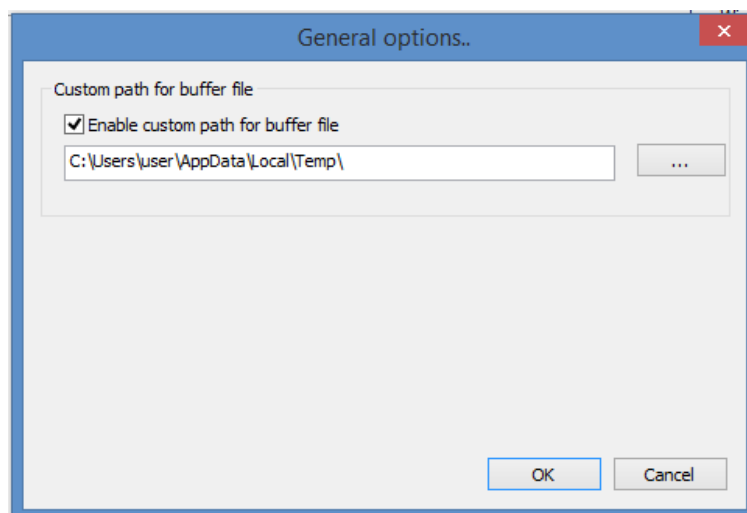 General options..
Custom path for buffer file
Enable custom path for buffer file
C:\Users\user\AppData\Local\Temp\
...
OK
Cancel